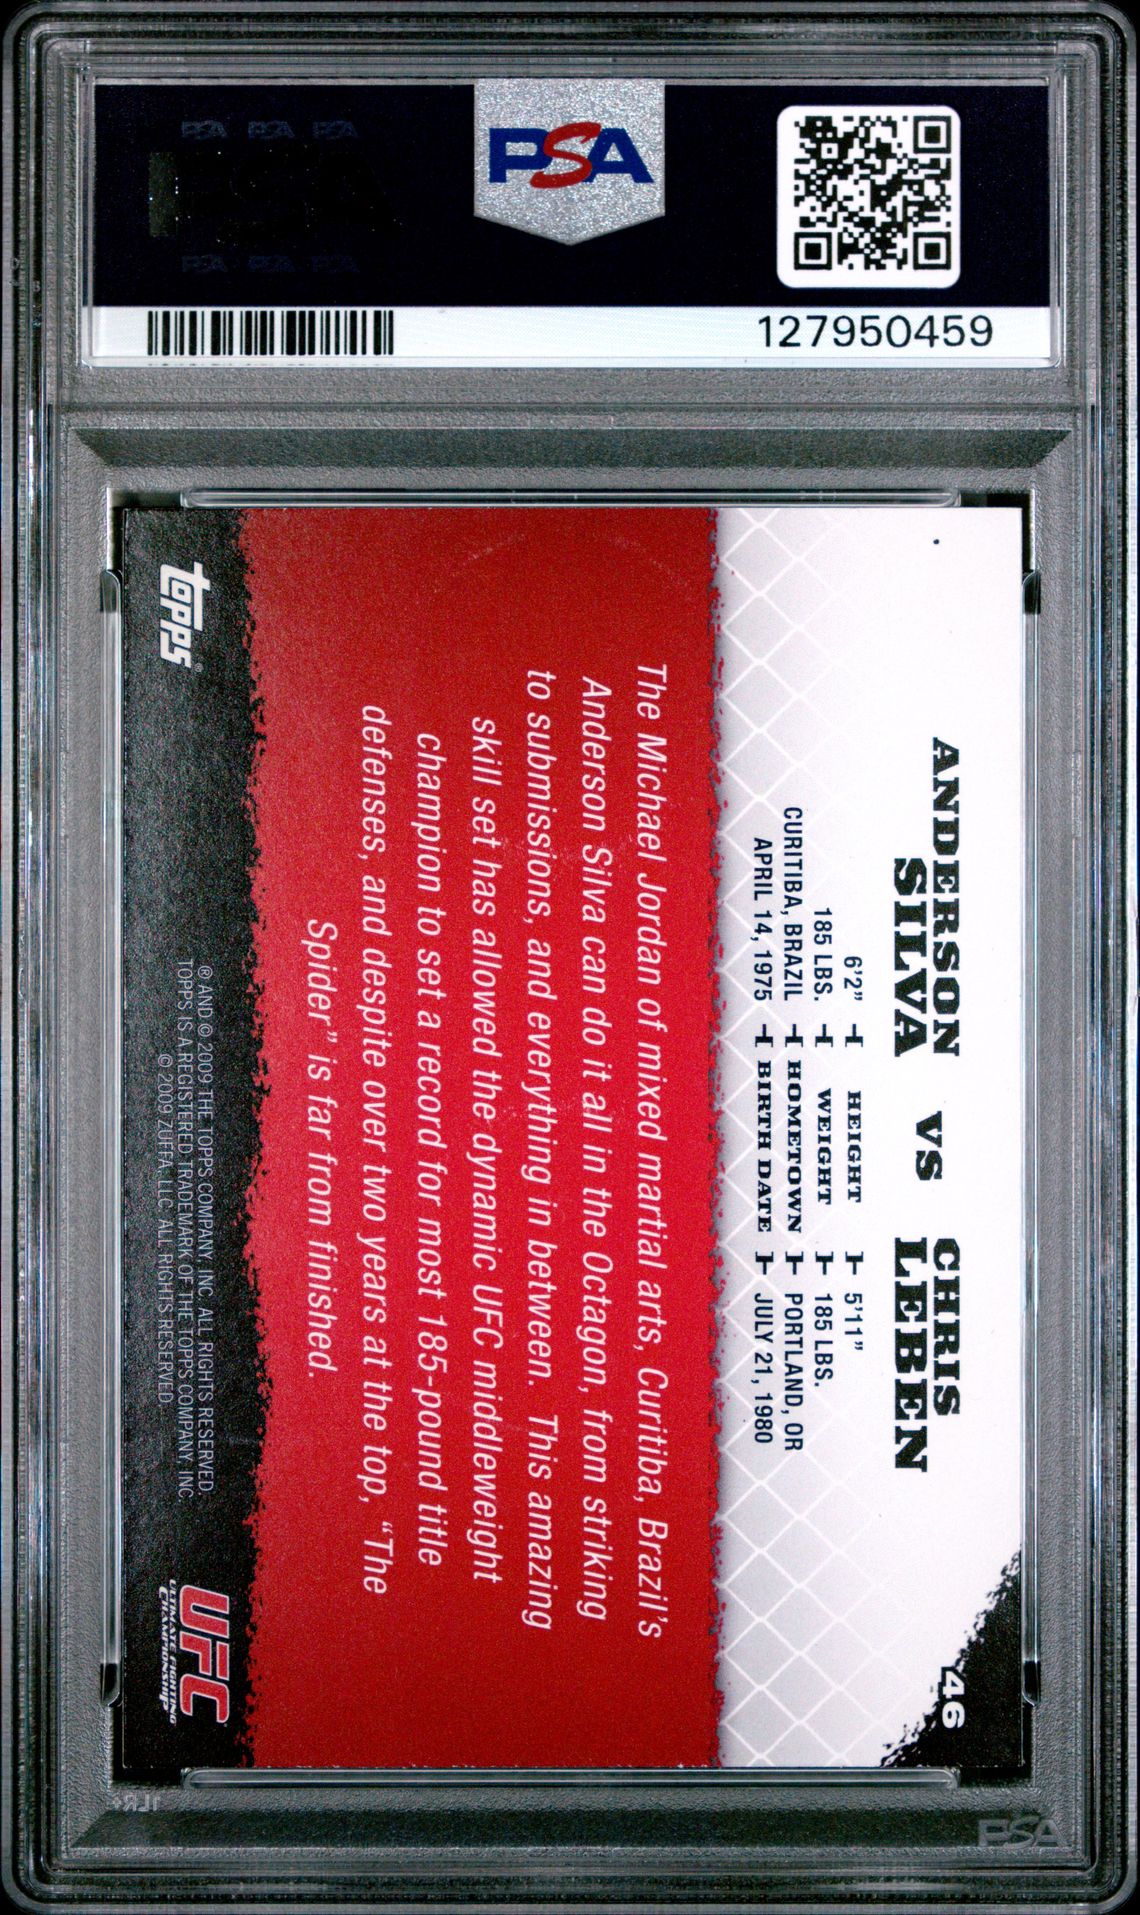 PSA PSA PSA
PSA
PSA PSA PSA
127950459
46
ANDERSON SILVA VS CHRIS LEBEN
6'2" HEIGHT 5'11"
185 LBS. WEIGHT 185 LBS.
CURITIBA, BRAZIL HOMETOWN PORTLAND, OR
APRIL 14, 1975 BIRTH DATE JULY 21, 1980
The Michael Jordan of mixed martial arts, Curitiba, Brazil's
Anderson Silva can do it all in the Octagon, from striking
to submissions, and everything in between. This amazing
skill set has allowed the dynamic UFC middleweight
champion to set a record for most 185-pound title
defenses, and despite over two years at the top, "The
Spider" is far from finished.
topps®
® AND © 2009 THE TOPPS COMPANY, INC. ALL RIGHTS RESERVED.
TOPPS IS A REGISTERED TRADEMARK OF THE TOPPS COMPANY, INC.
© 2009 ZUFFA, LLC. ALL RIGHTS RESERVED
UFC
ULTIMATE FIGHTING
CHAMPIONSHIP
PSA